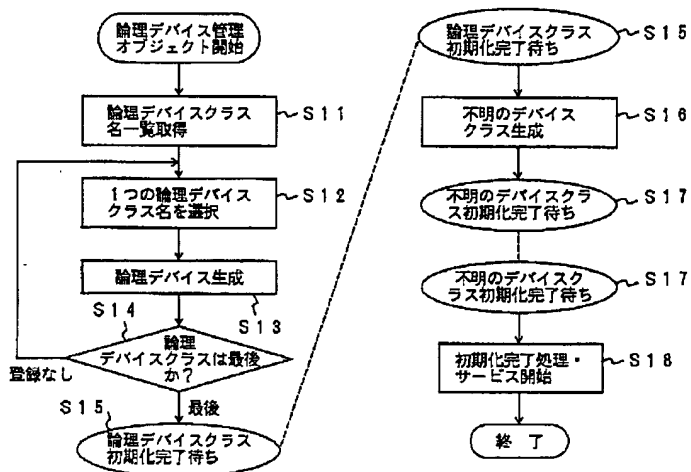 論理デバイス管理
オブジェクト開始
論理デバイスクラス
名一覧取得
S11
1つの論理デバイス
クラス名を選択
S12
論理デバイス生成
S13
S14
論理
デバイスクラスは最後
か?
登録なし
最後
S15
論理デバイスクラス
初期化完了待ち
論理デバイスクラス
初期化完了待ち
S15
不明のデバイス
クラス生成
S16
不明のデバイスクラ
ス初期化完了待ち
S17
不明のデバイスク
ラス初期化完了待ち
S17
初期化完了処理・
サービス開始
S18
終 了